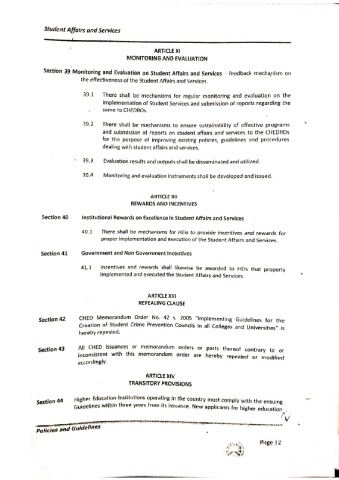 Student Affairs and Services
ARTICLE XI
MONITORING AND EVALUATION
Section 39 Monitoring and Evaluation on Student Affairs and Services - feedback mechanism on
the effectiveness of the Student Affairs and Services.
39.1 There shall be mechanisms for regular monitoring and evaluation on the
implementation of Student Services and submission of reports regarding the
same to CHEDROs.
39.2 There shall be mechanisms to ensure sustainability of effective programs
and submission of reports on student affairs and services to the CHEDROs
for the purpose of improving existing policies, guidelines and procedures
dealing with student affairs and services.
39.3 Evaluation results and outputs shall be disseminated and utilized.
39.4 Monitoring and evaluation instruments shall be developed and issued.
ARTICLE XII
REWARDS AND INCENTIVES
Section 40 Institutional Rewards on Excellence in Student Affairs and Services
40.1 There shall be mechanisms for HEIs to provide incentives and rewards for
proper implementation and execution of the Student Affairs and Services.
Section 41 Government and Non Government Incentives
41.1 Incentives and rewards shall likewise be awarded to HEIs that properly
implemented and executed the Student Affairs and Services.
ARTICLE XIII
REPEALING CLAUSE
Section 42 CHED Memorandum Order No. 42 s. 2005 "Implementing Guidelines for the
Creation of Student Crime Prevention Councils in all Colleges and Universities" is
hereby repealed.
Section 43 All CHED issuances or memorandum orders or parts thereof contrary to or
inconsistent with this memorandum order are hereby repealed or modified
accordingly.
ARTICLE XIV
TRANSITORY PROVISIONS
Section 44 Higher Education Institutions operating in the country must comply with the ensuing
Guidelines within three years from its issuance. New applicants for higher education
Policies and Guidelines
Page 12